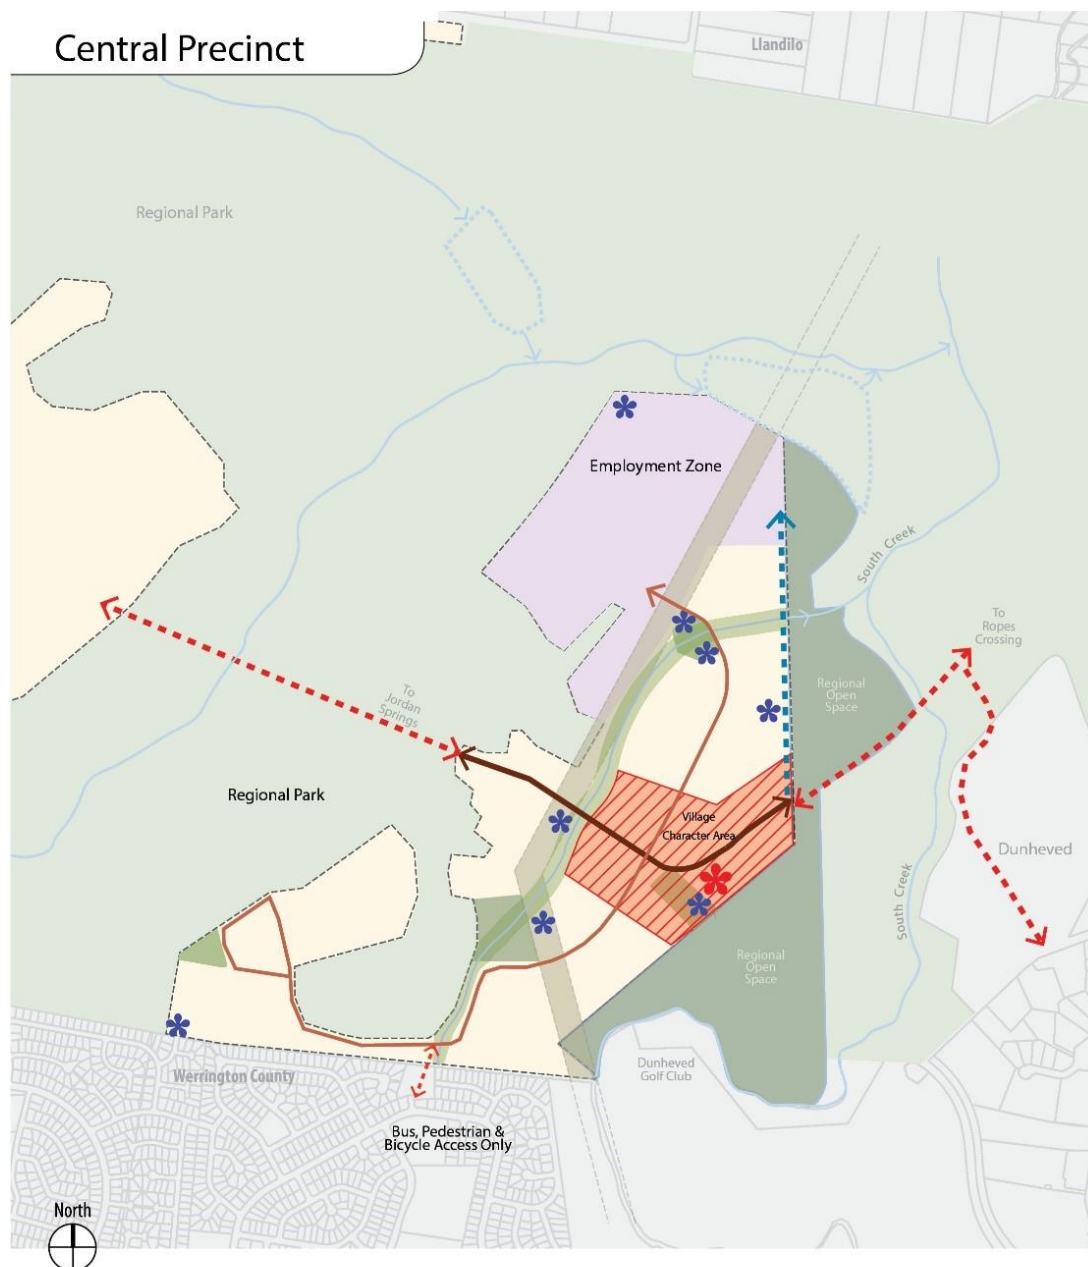 Central Precinct
Llandilo
Regional Park
Employment Zone
South Creek
To
Ropes
Crossing
Regional
Open
Space
To
Jordan
Springs
Regional Park
Village
Character Area
Dunheved
South Creek
Regional
Open
Space
Dunheved
Golf Club
Werrington County
Bus, Pedestrian &
Bicycle Access Only
North